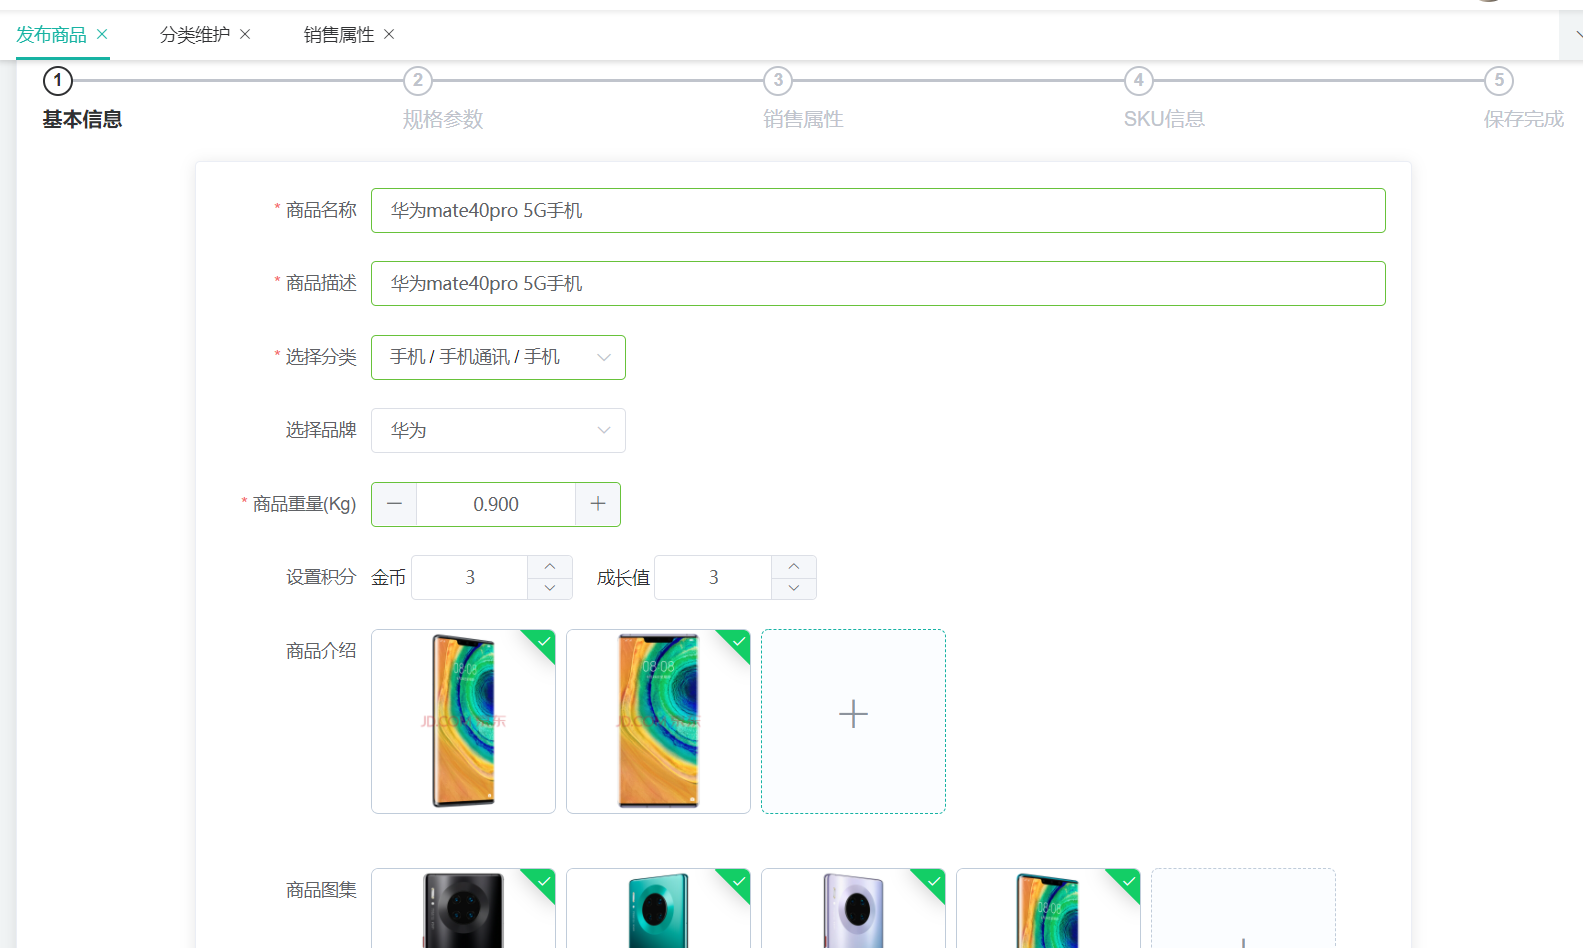 发布商品 分类维护 销售属性
1 2 3 4 5
基本信息 规格参数 销售属性 SKU信息 保存完成
* 商品名称 华为mate40pro 5G手机
* 商品描述 华为mate40pro 5G手机
* 选择分类 手机 / 手机通讯 / 手机
选择品牌 华为
* 商品重量(Kg) 0.900
设置积分 金币 3 成长值 3
商品介绍
08:08 08:08
商品图集
08:08